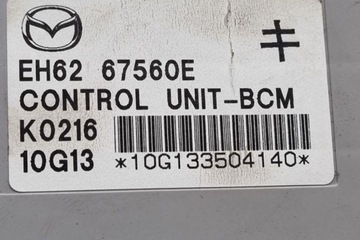 EH62 67560E
CONTROL UNIT-BCM
K0216
10G13 *10G133504140*